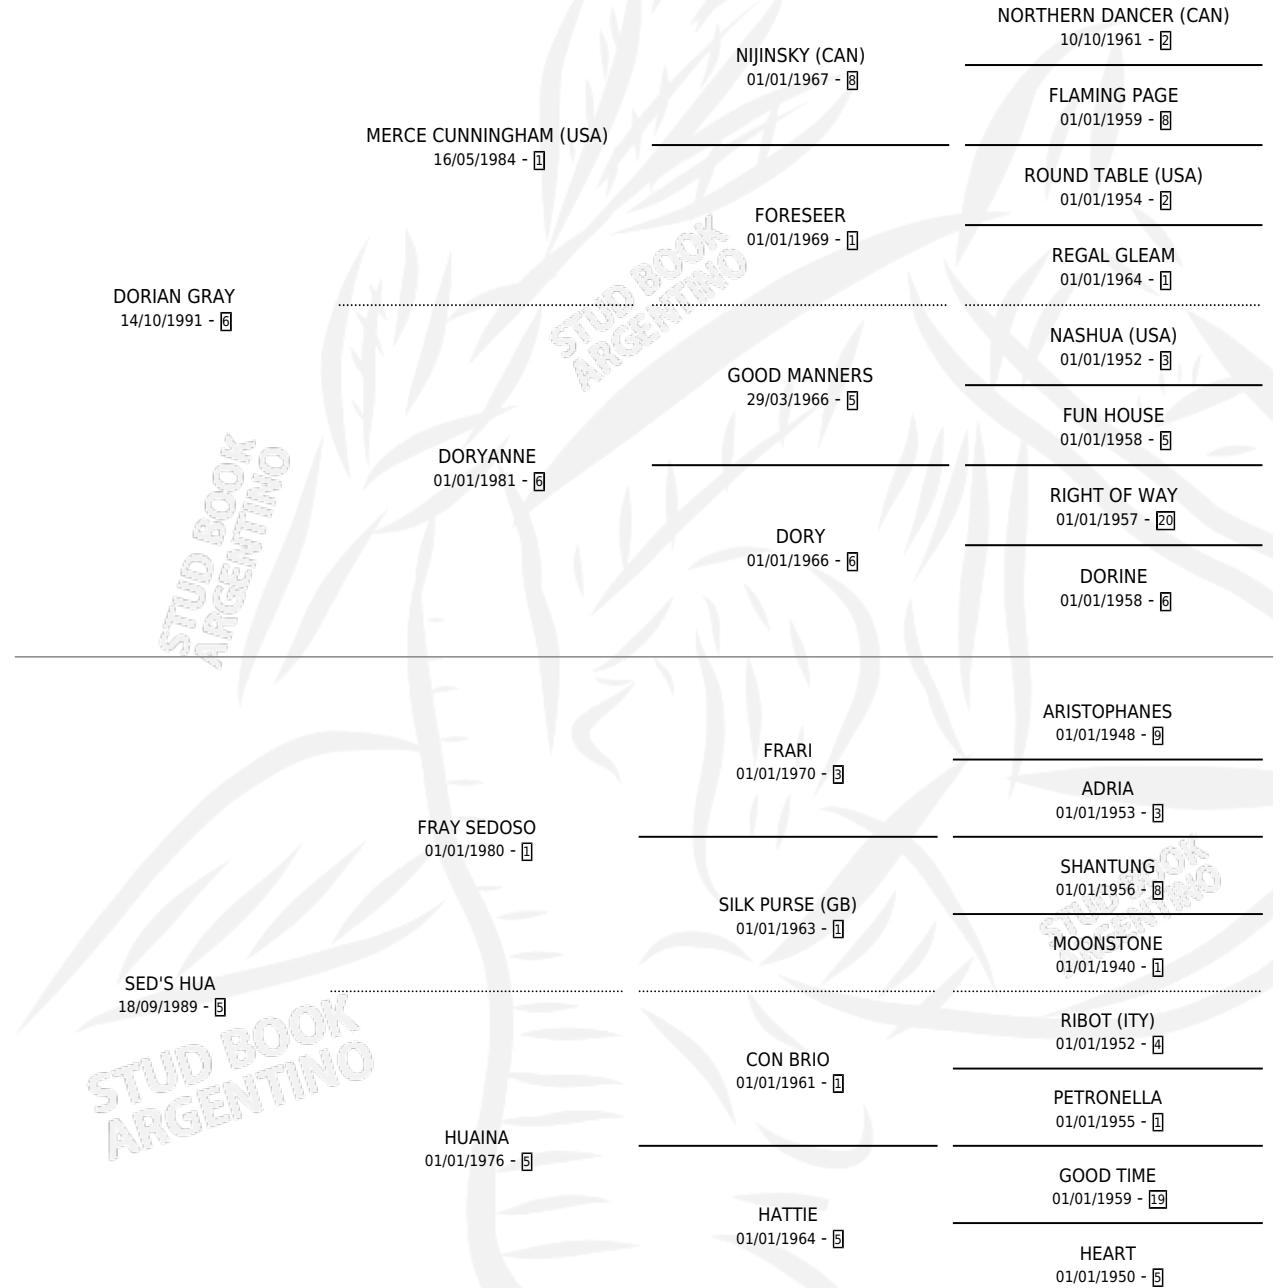 NORTHERN DANCER (CAN)
10/10/1961 - 2
NIJINSKY (CAN)
01/01/1967 - 8
FLAMING PAGE
01/01/1959 - 8
MERCE CUNNINGHAM (USA)
16/05/1984 - 1
ROUND TABLE (USA)
01/01/1954 - 2
FORESEER
01/01/1969 - 1
REGAL GLEAM
01/01/1964 - 1
DORIAN GRAY
14/10/1991 - 6
NASHUA (USA)
01/01/1952 - 3
GOOD MANNERS
29/03/1966 - 5
FUN HOUSE
01/01/1958 - 5
DORYANNE
01/01/1981 - 6
RIGHT OF WAY
01/01/1957 - 20
DORY
01/01/1966 - 6
DORINE
01/01/1958 - 6
ARISTOPHANES
01/01/1948 - 9
FRARI
01/01/1970 - 3
ADRIA
01/01/1953 - 3
FRAY SEDOSO
01/01/1980 - 1
SHANTUNG
01/01/1956 - 8
SILK PURSE (GB)
01/01/1963 - 1
MOONSTONE
01/01/1940 - 1
SED'S HUA
18/09/1989 - 5
RIBOT (ITY)
01/01/1952 - 4
CON BRIO
01/01/1961 - 1
PETRONELLA
01/01/1955 - 1
HUAINA
01/01/1976 - 5
GOOD TIME
01/01/1959 - 19
HATTIE
01/01/1964 - 5
HEART
01/01/1950 - 5
STUD BOOK
ARGENTINO
STUD BOOK
ARGENTINO
STUD BOOK
ARGENTINO
STUD BOOK
ARGENTINO